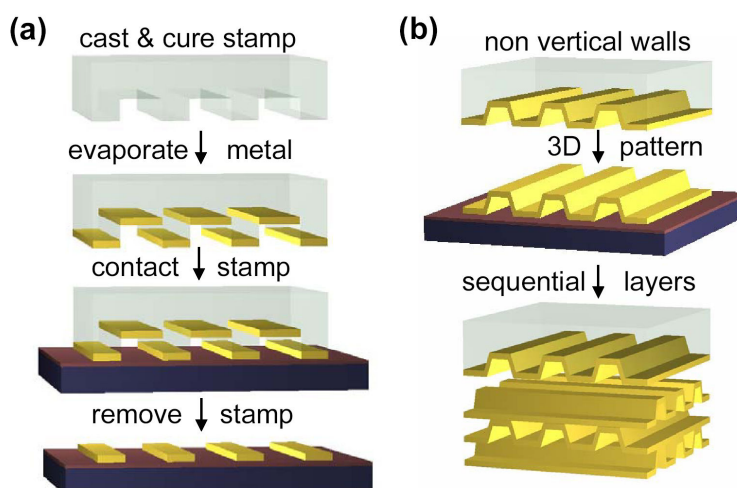 (a)
cast & cure stamp
evaporate metal
contact stamp
remove stamp
(b)
non vertical walls
3D pattern
sequential layers